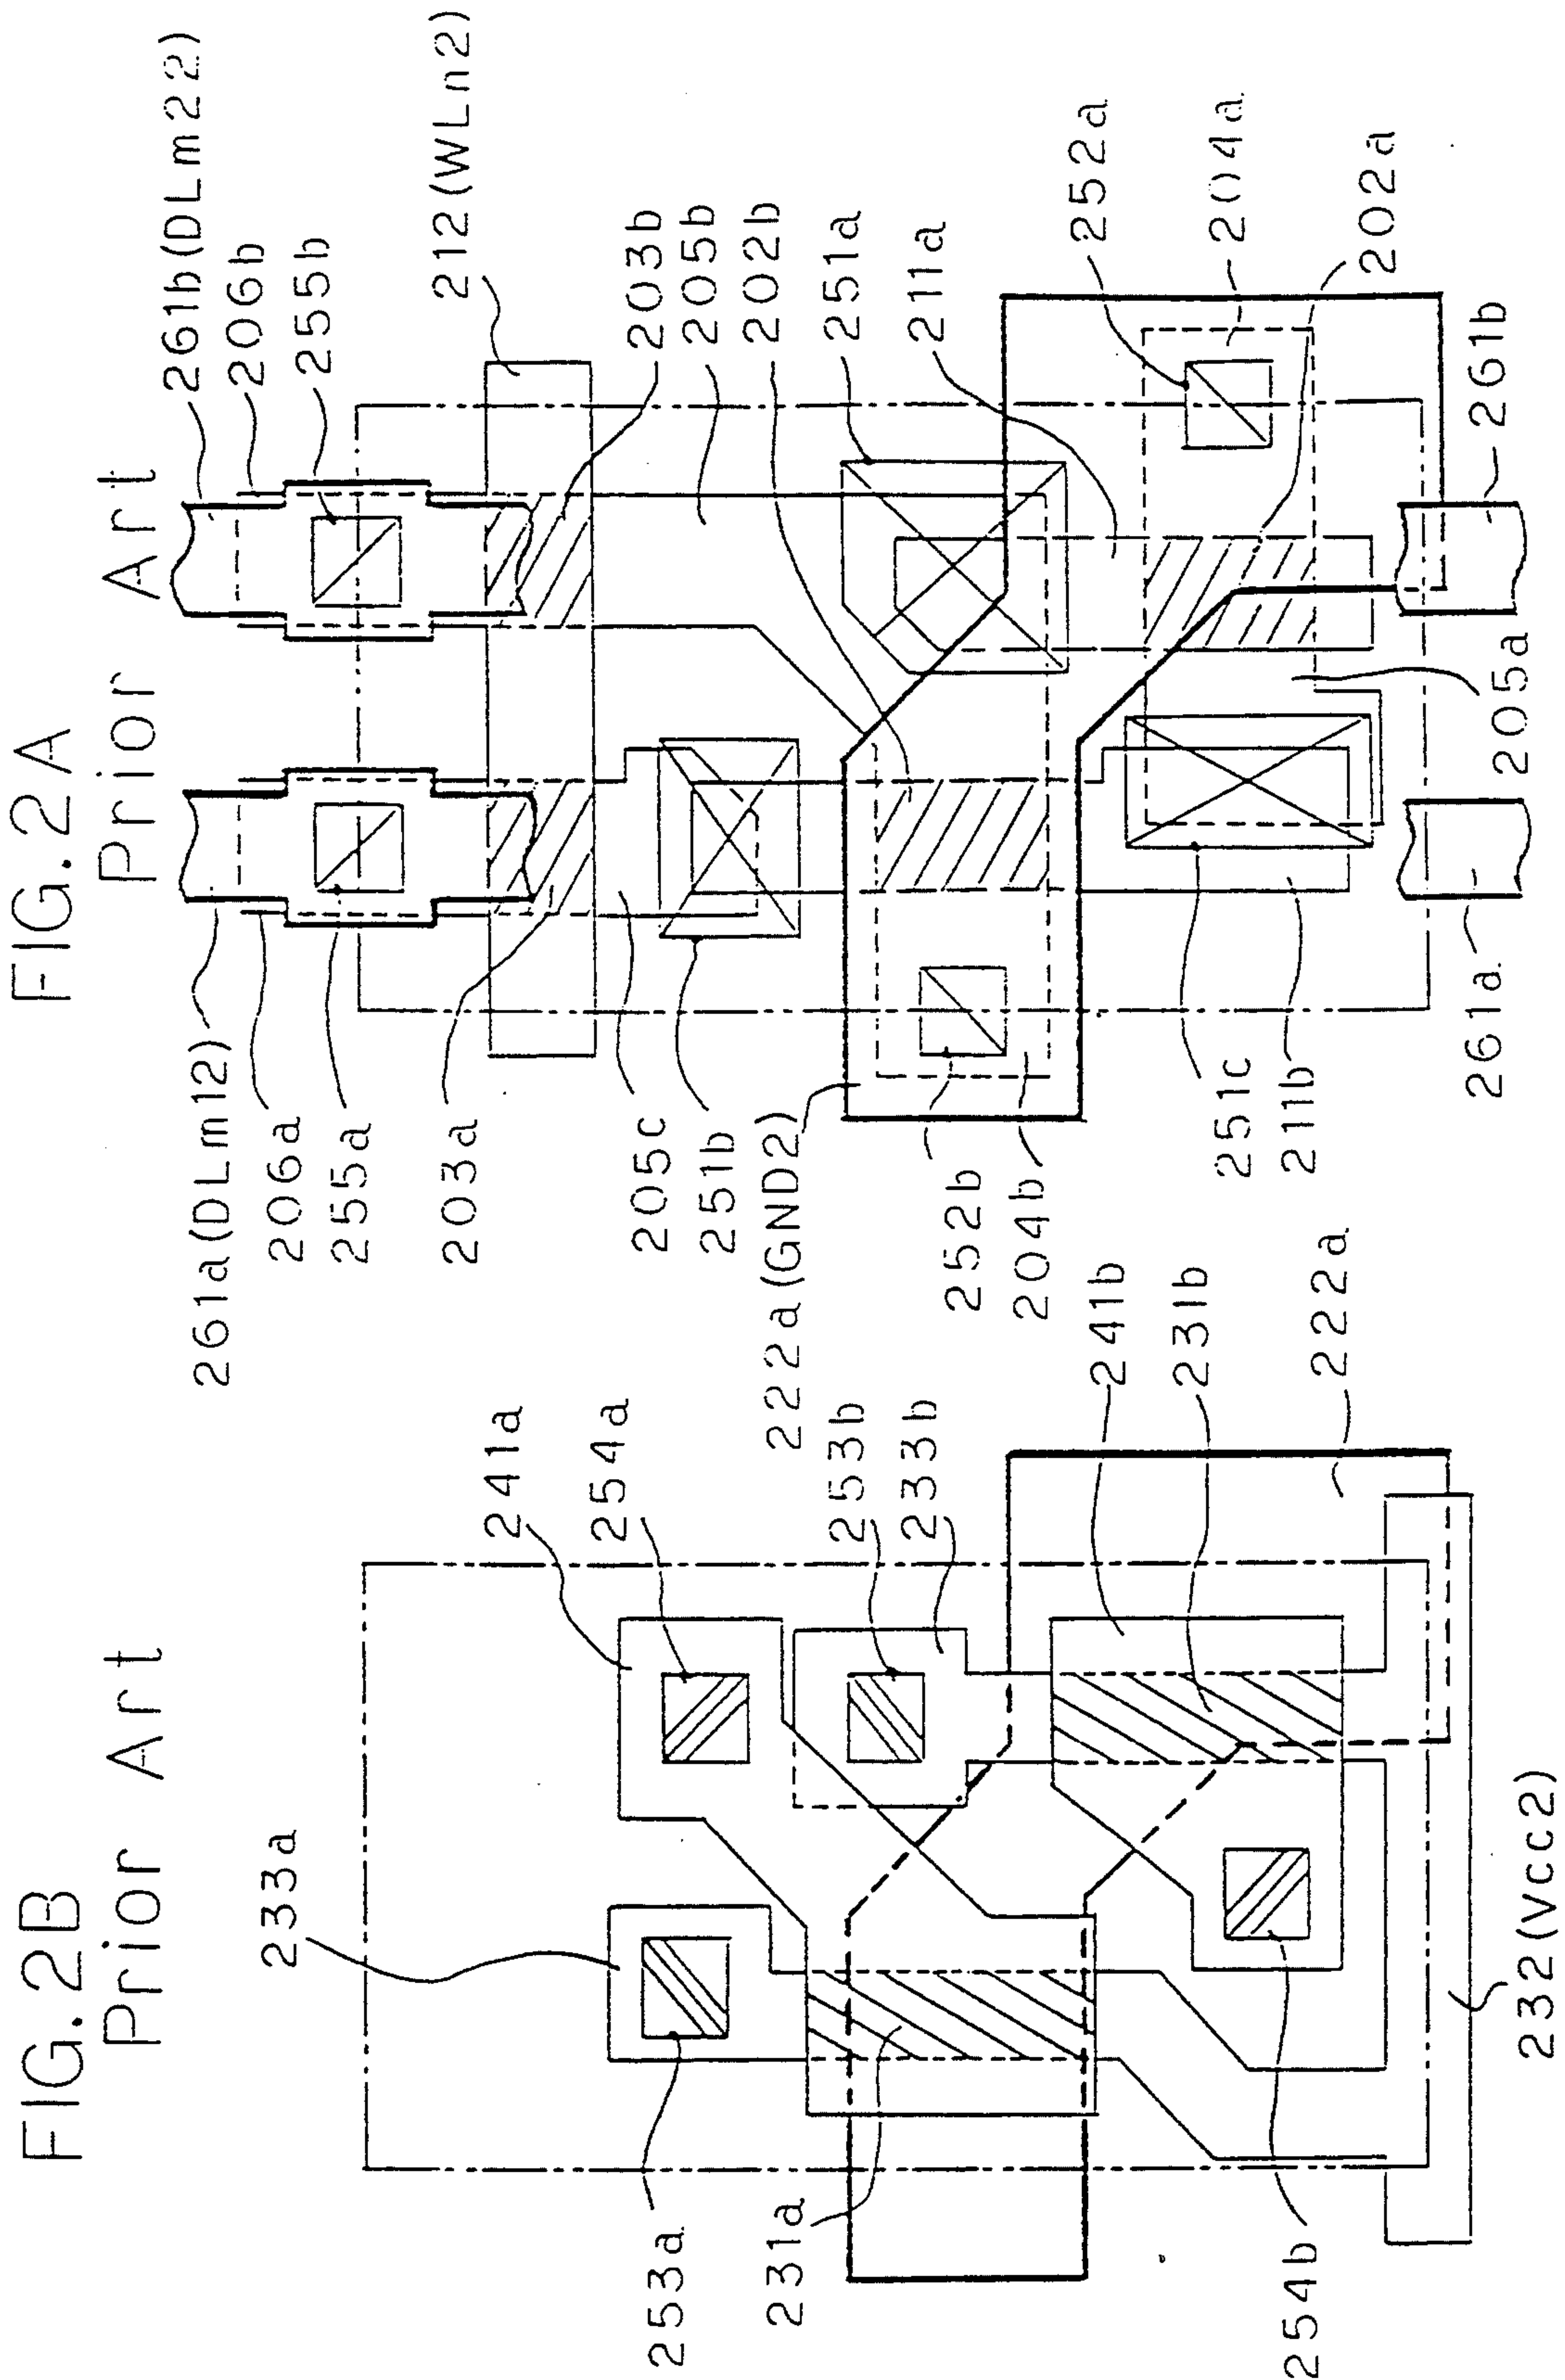 FIG.2A
Prior Art
261b(DLm22)
206b
255b
212(WLn2)
203b
205b
202b
251a
211a
252a
204a
202a
261b
205a
261a
211b
251c
204b
252b
222a(GND2)
251b
205c
203a
255a
206a
261a(DLm12)
FIG.2B
Prior Art
233a
241a
254a
253b
233b
241b
231b
222a
232(Vcc2)
254b
231a
253a